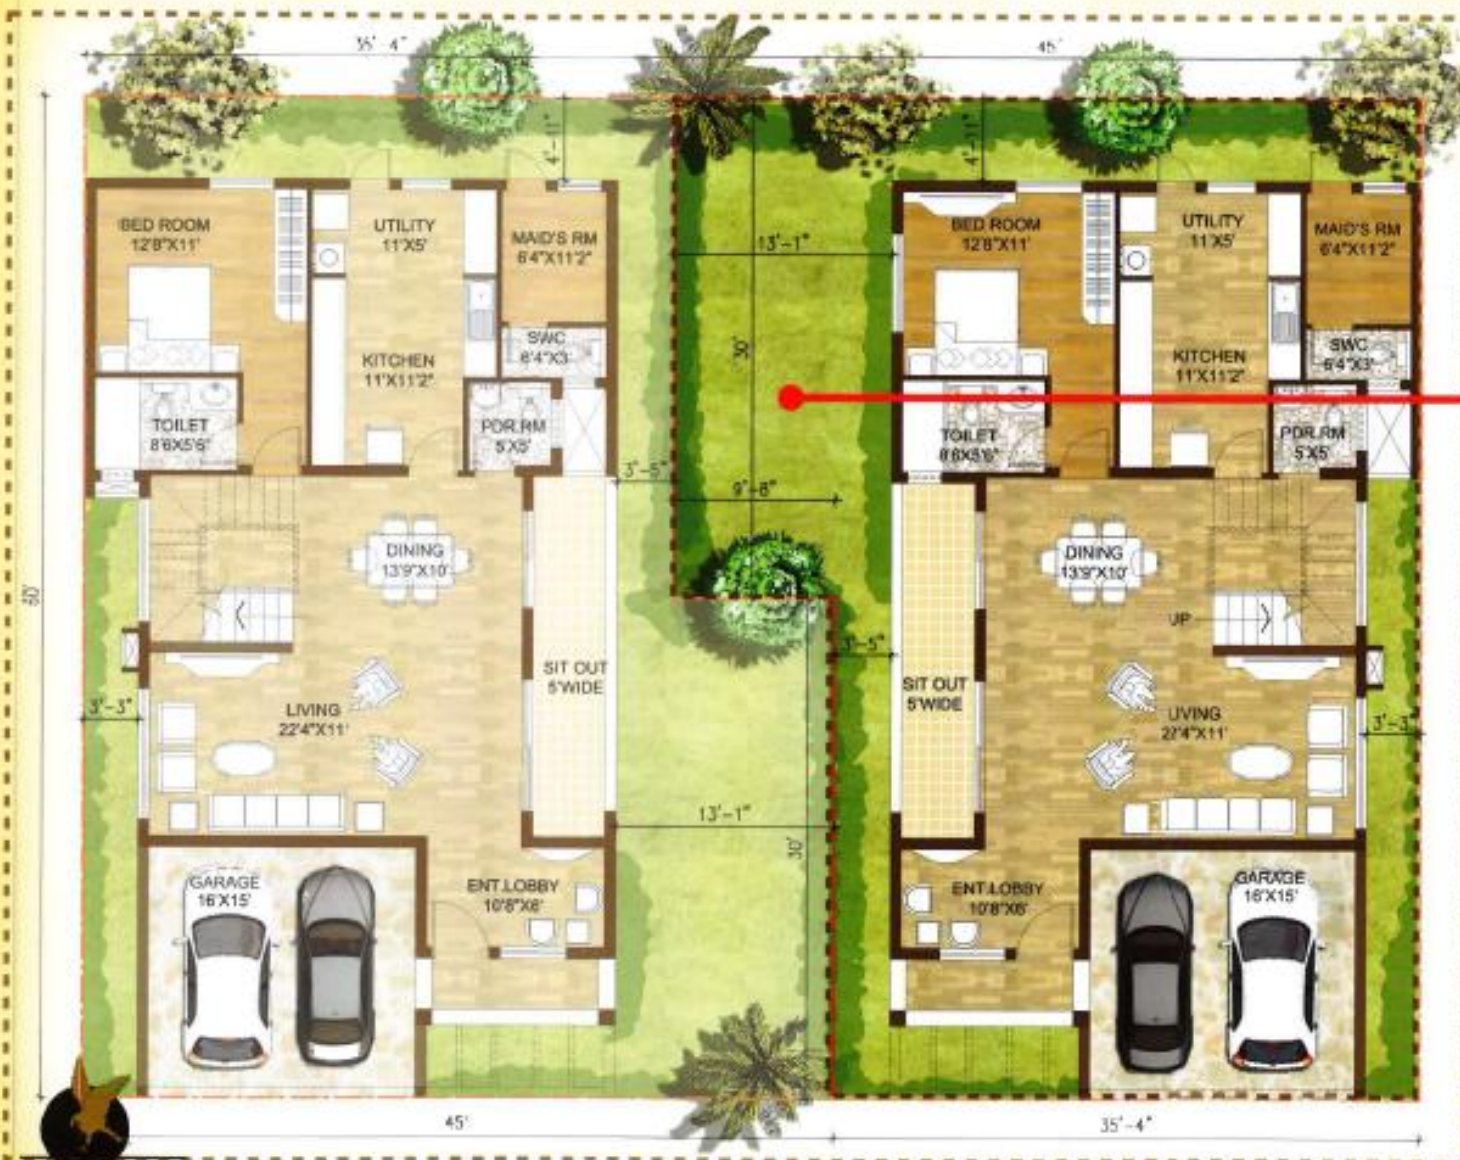 35'-4"
45'
4'-11"
4'-11"
BED ROOM
12'8"X11'
UTILITY
11'X5'
MAID'S RM
6'4"X11'2"
13'-1"
BED ROOM
12'8"X11'
UTILITY
11'X5'
MAID'S RM
6'4"X11'2"
SWC
6'4"X3'
KITCHEN
11'X11'2"
30'
KITCHEN
11'X11'2"
SWC
6'4"X3'
TOILET
8'6X5'6"
PDR.RM
5'X5'
TOILET
8'6X5'6"
PDR.RM
5'X5'
3'-5"
9'-8"
DINING
13'9"X10'
DINING
13'9"X10'
UP
60'
3'-5"
SIT OUT
5'WIDE
SIT OUT
5'WIDE
3'-3"
LIVING
22'4"X11'
LIVING
22'4"X11'
3'-3"
13'-1"
30'
GARAGE
16'X15'
ENT.LOBBY
10'8"X6'
ENT.LOBBY
10'8"X6'
GARAGE
16'X15'
45'
35'-4"